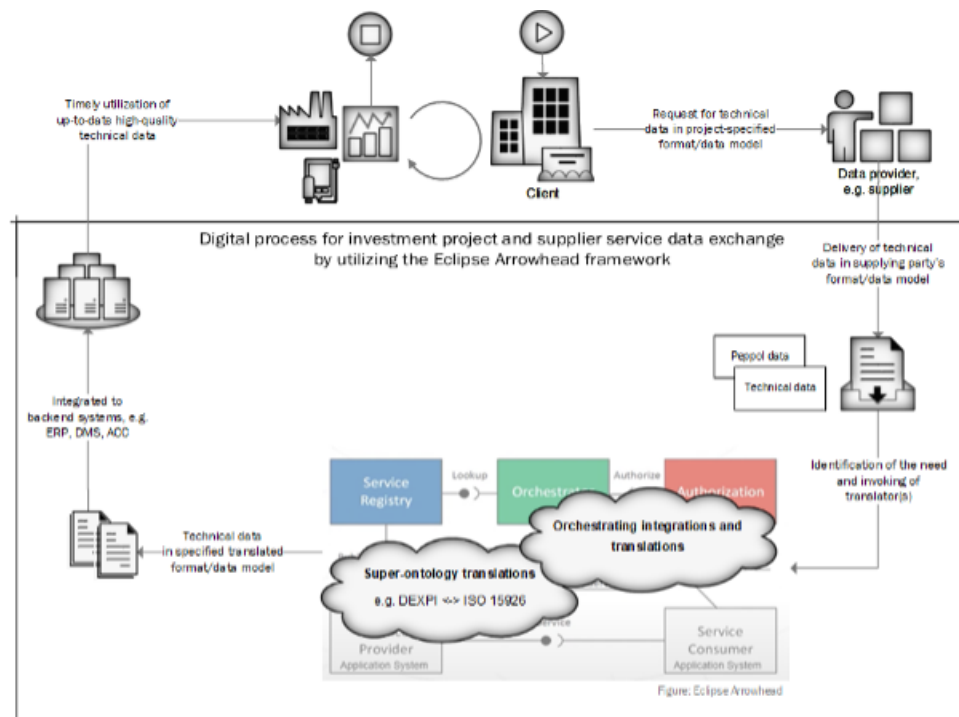 Timely utilization of
up-to-date high-quality
technical data
Client
Request for technical
data in project-specified
format/data model
Data provider,
e.g. supplier
Digital process for investment project and supplier service data exchange
by utilizing the Eclipse Arrowhead framework
Delivery of technical
data in supplying party's
format/data model
Peppol data
Technical data
Integrated to
backend systems, e.g.
ERP, DMS, ACC
Identification of the need
and invoking of
translator(s)
Service
Registry
Lookup
Authorize
Authorization
Orchestrating integrations and
translations
Technical data
in specified translated
format/data model
Super-ontology translations
e.g. DEXPI <-> ISO 15926
Provider
Application System
Service
Consumer
Application System
Figure: Eclipse Arrowhead